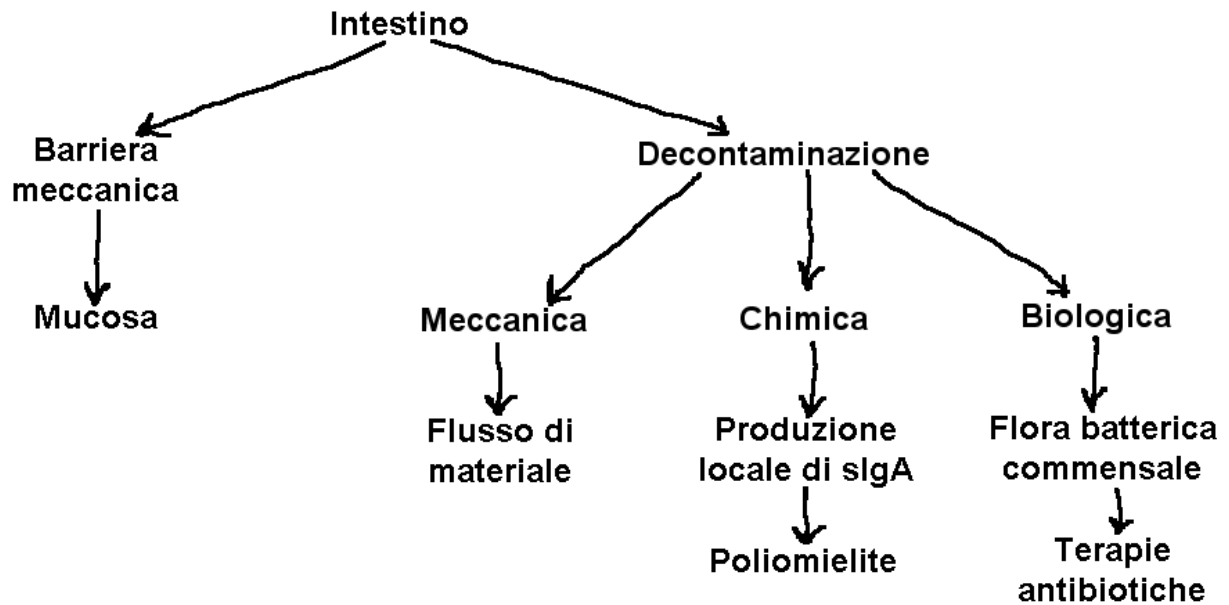 Intestino
Barriera
meccanica
Decontaminazione
Mucosa
Meccanica
Chimica
Biologica
Flusso di
materiale
Produzione
locale di sIgA
Flora batterica
commensale
Poliomielite
Terapie
antibiotiche